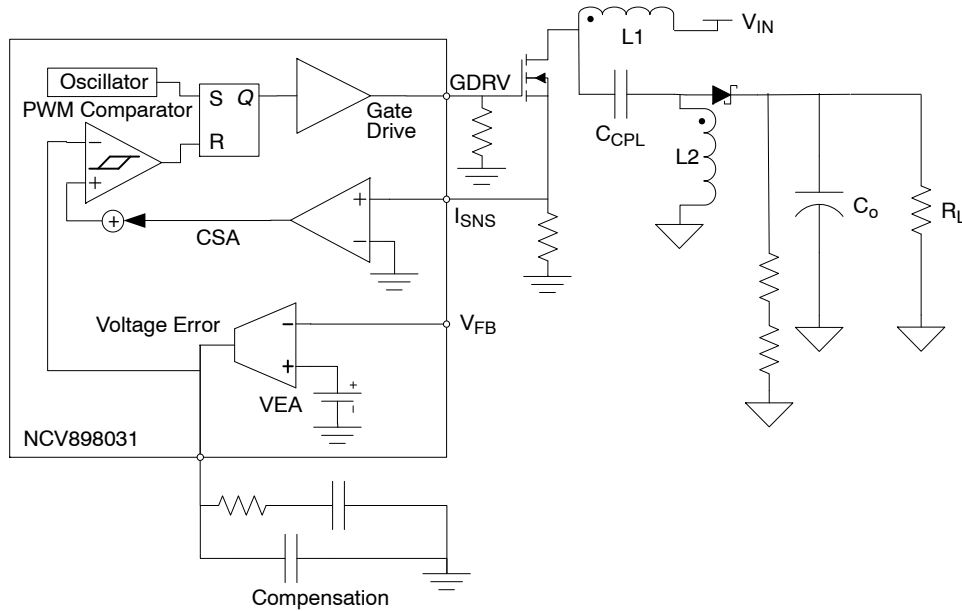 V_IN
L1
Oscillator
GDRV
S Q
PWM Comparator
Gate
Drive
−
R
C_CPL
L2
+
+
+
I_SNS
C_o
R_L
CSA
−
Voltage Error
−
V_FB
+
+
−
VEA
NCV898031
Compensation